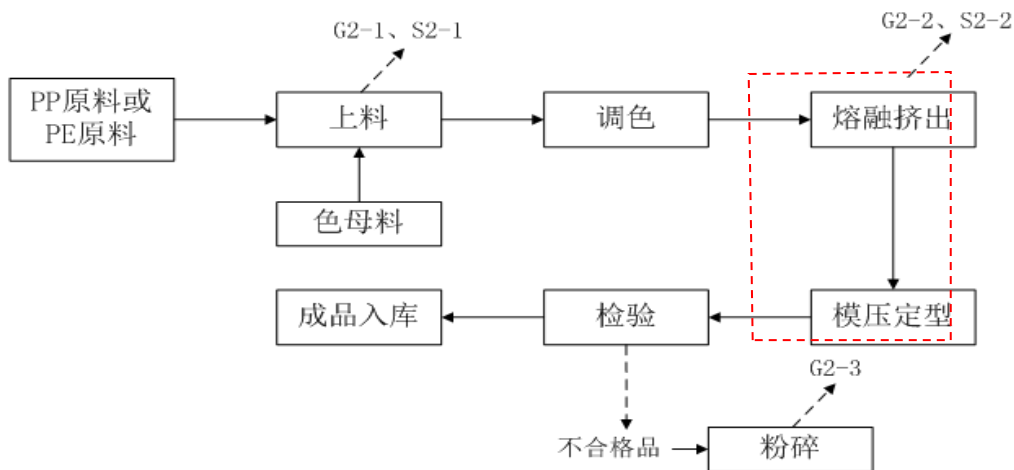 G2-1、S2-1
G2-2、S2-2
PP原料或
PE原料
上料
调色
熔融挤出
色母料
成品入库
检验
模压定型
G2-3
不合格品
粉碎